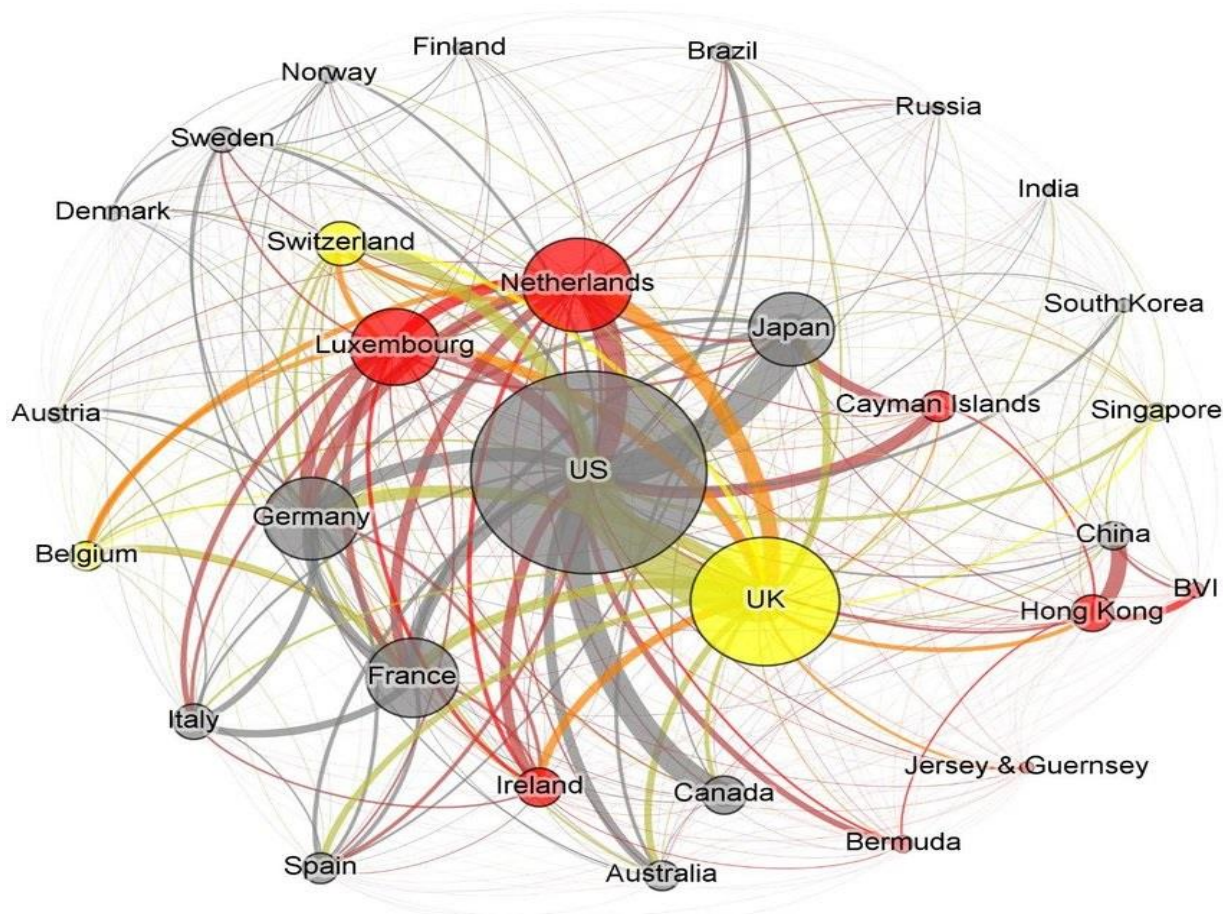 Finland
Brazil
Norway
Russia
Sweden
India
Denmark
Switzerland
Netherlands
South Korea
Japan
Luxembourg
Cayman Islands
Singapore
Austria
US
Germany
China
Belgium
BVI
UK
Hong Kong
France
Italy
Jersey & Guernsey
Ireland
Canada
Bermuda
Spain
Australia